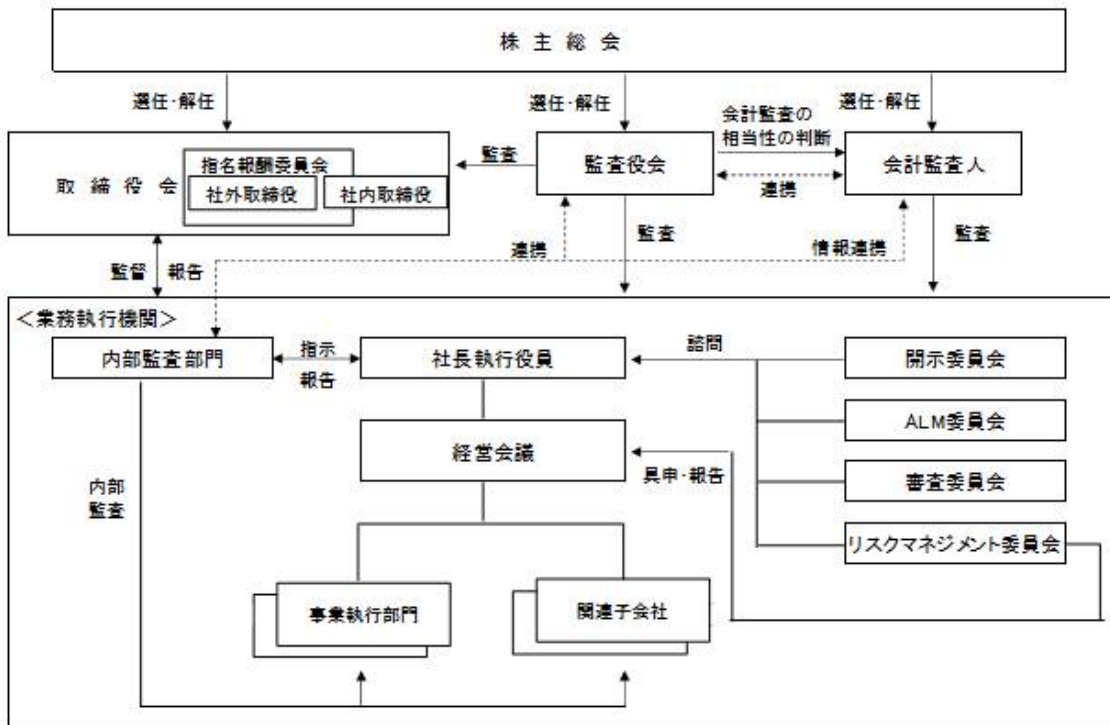 株 主 総 会
選任・解任
選任・解任
会計監査の
相当性の判断
選任・解任
取 締 役 会
指名報酬委員会
社外取締役
社内取締役
監査
監査役会
連携
会計監査人
監督
報告
連携
監査
情報連携
監査
＜業務執行機関＞
内部監査部門
指示
報告
社長執行役員
諮問
開示委員会
ALM委員会
経営会議
具申・報告
審査委員会
内部
監査
リスクマネジメント委員会
事業執行部門
関連子会社